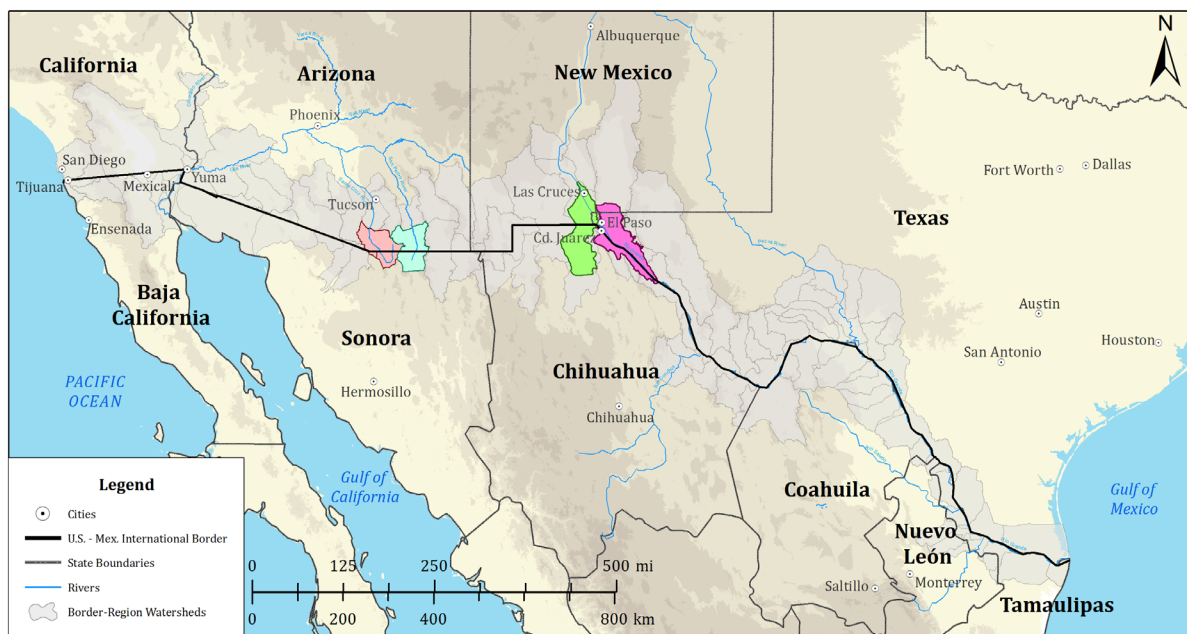 N
Albuquerque
California
Arizona
New Mexico
Phoenix
San Diego
Yuma
Tijuana
Mexicali
Fort Worth
Dallas
Las Cruces
Tucson
Ensenada
El Paso
Cd. Juárez
Texas
Baja
California
Sonora
Austin
San Antonio
Houston
Chihuahua
PACIFIC
OCEAN
Hermosillo
Chihuahua
Gulf of
California
Coahuila
Gulf of
Mexico
Nuevo
León
Saltillo
Monterrey
Tamaulipas
Legend
Cities
U.S. - Mex. International Border
State Boundaries
Rivers
Border-Region Watersheds
0 125 250 500 mi
0 200 400 800 km